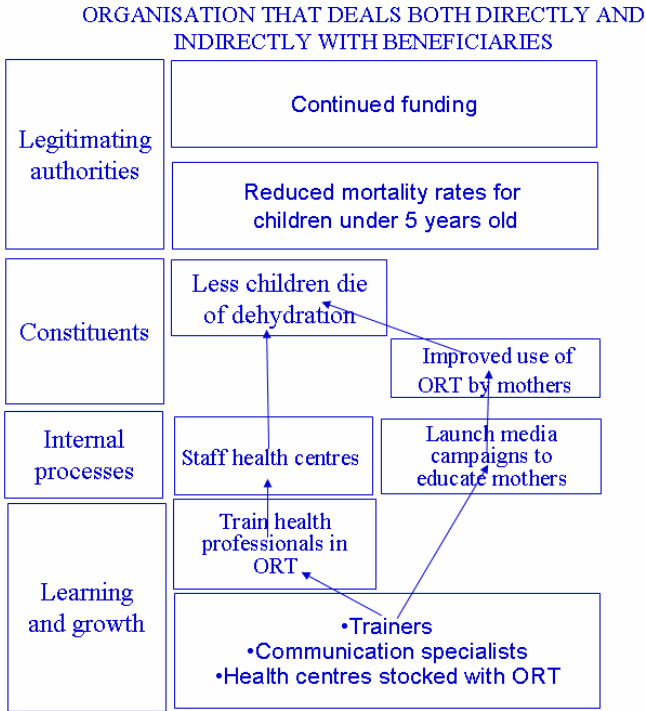 ORGANISATION THAT DEALS BOTH DIRECTLY AND
INDIRECTLY WITH BENEFICIARIES
Legitimating
authorities
Continued funding
Reduced mortality rates for
children under 5 years old
Constituents
Less children die
of dehydration
Improved use of
ORT by mothers
Internal
processes
Staff health centres
Launch media
campaigns to
educate mothers
Learning
and growth
Train health
professionals in
ORT
•Trainers
•Communication specialists
•Health centres stocked with ORT